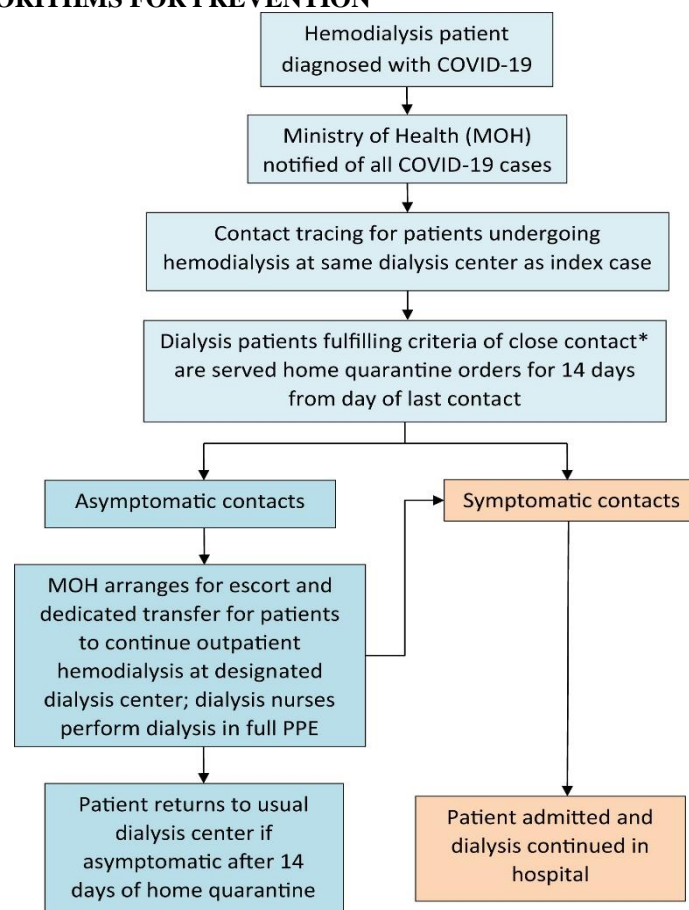 ORITHMS FOR PREVENTION
Hemodialysis patient
diagnosed with COVID-19
Ministry of Health (MOH)
notified of all COVID-19 cases
Contact tracing for patients undergoing
hemodialysis at same dialysis center as index case
Dialysis patients fulfilling criteria of close contact*
are served home quarantine orders for 14 days
from day of last contact
Asymptomatic contacts
Symptomatic contacts
MOH arranges for escort and
dedicated transfer for patients
to continue outpatient
hemodialysis at designated
dialysis center; dialysis nurses
perform dialysis in full PPE
Patient returns to usual
dialysis center if
asymptomatic after 14
days of home quarantine
Patient admitted and
dialysis continued in
hospital